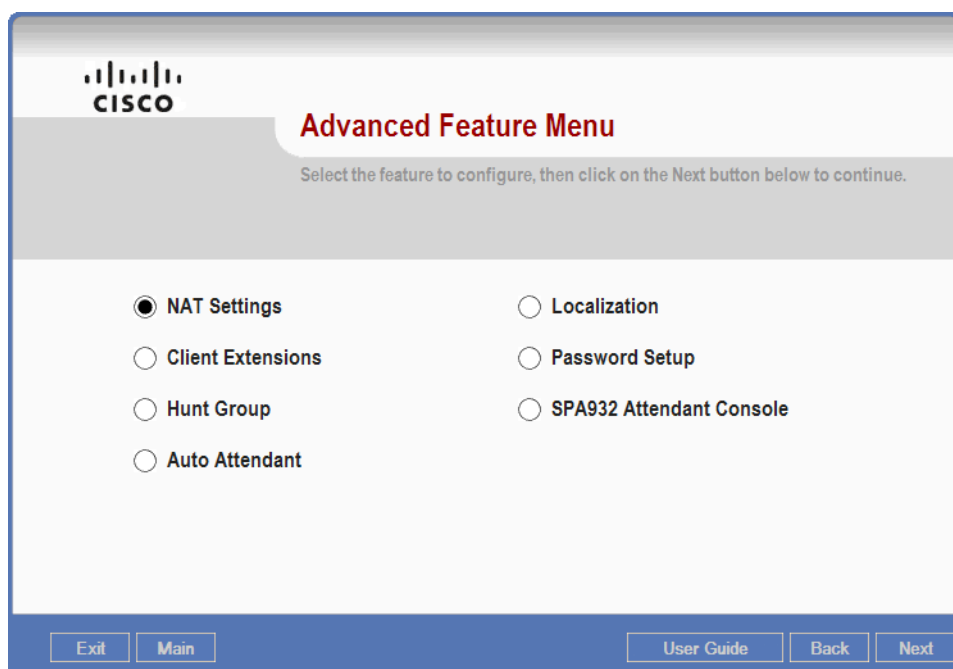 CISCO
Advanced Feature Menu
Select the feature to configure, then click on the Next button below to continue.
NAT Settings
Localization
Client Extensions
Password Setup
Hunt Group
SPA932 Attendant Console
Auto Attendant
Exit Main User Guide Back Next